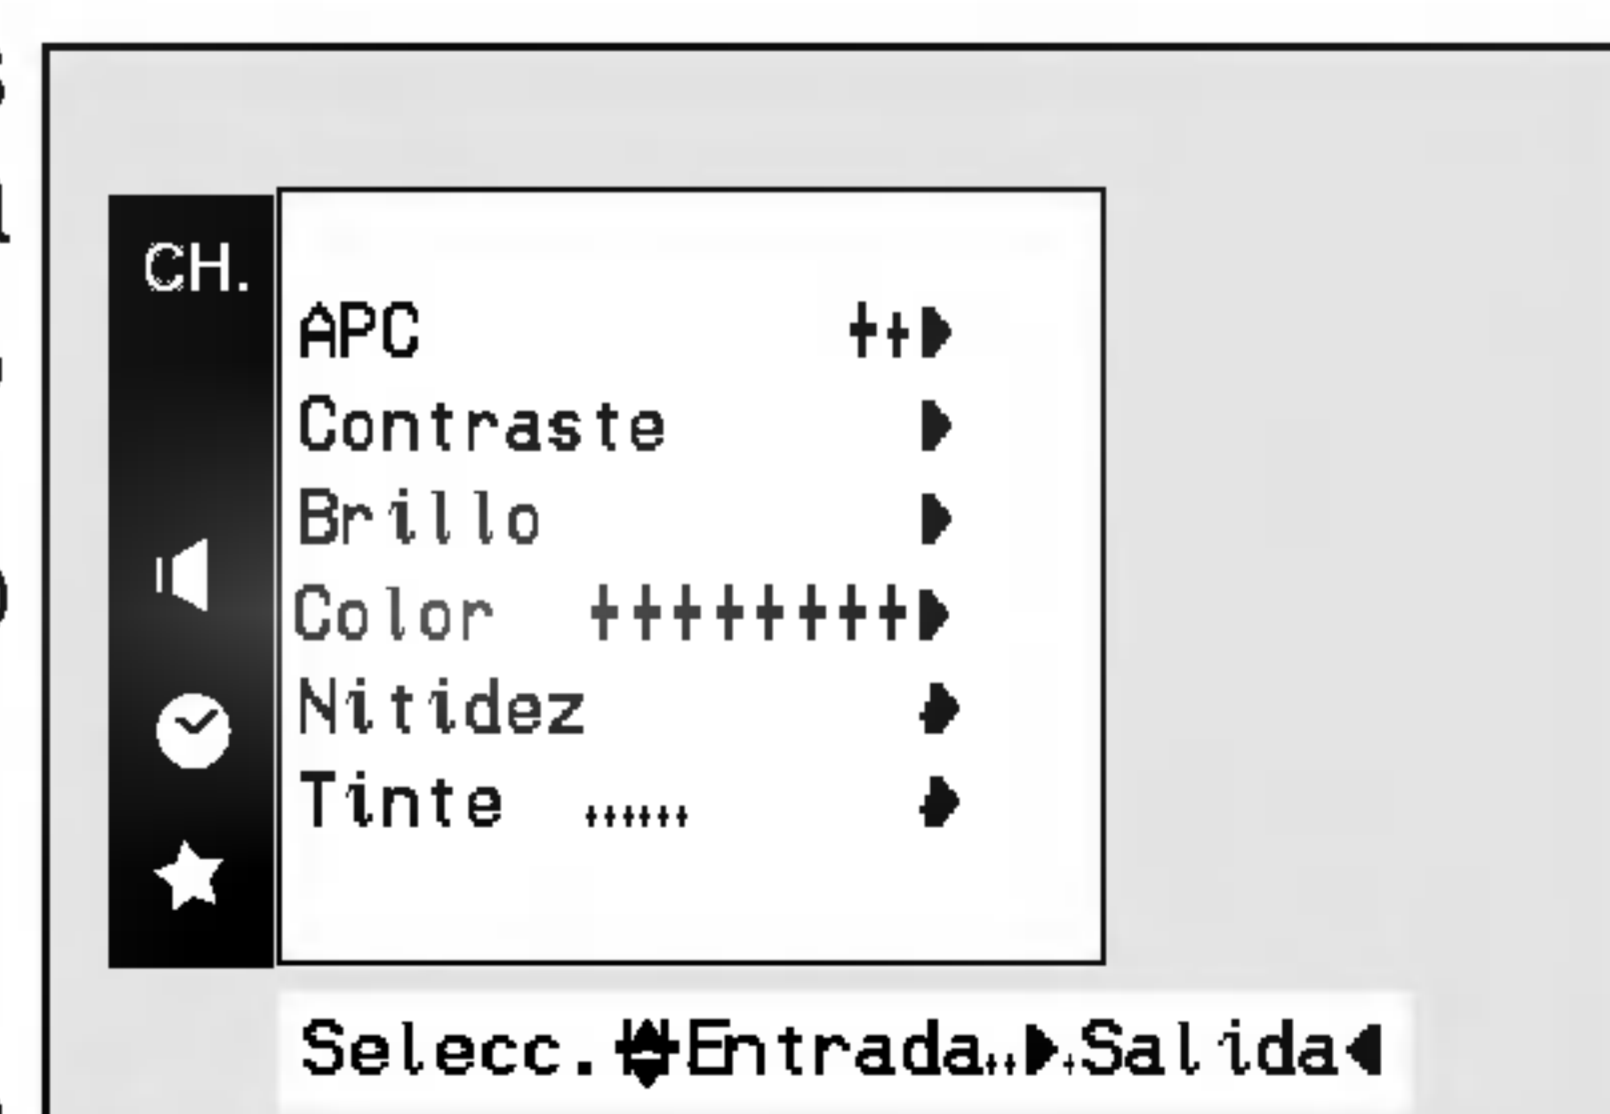 CH.
APC
Contraste
Brillo
Color
Nitidez
Tinte
Selecc. Entrada Salida